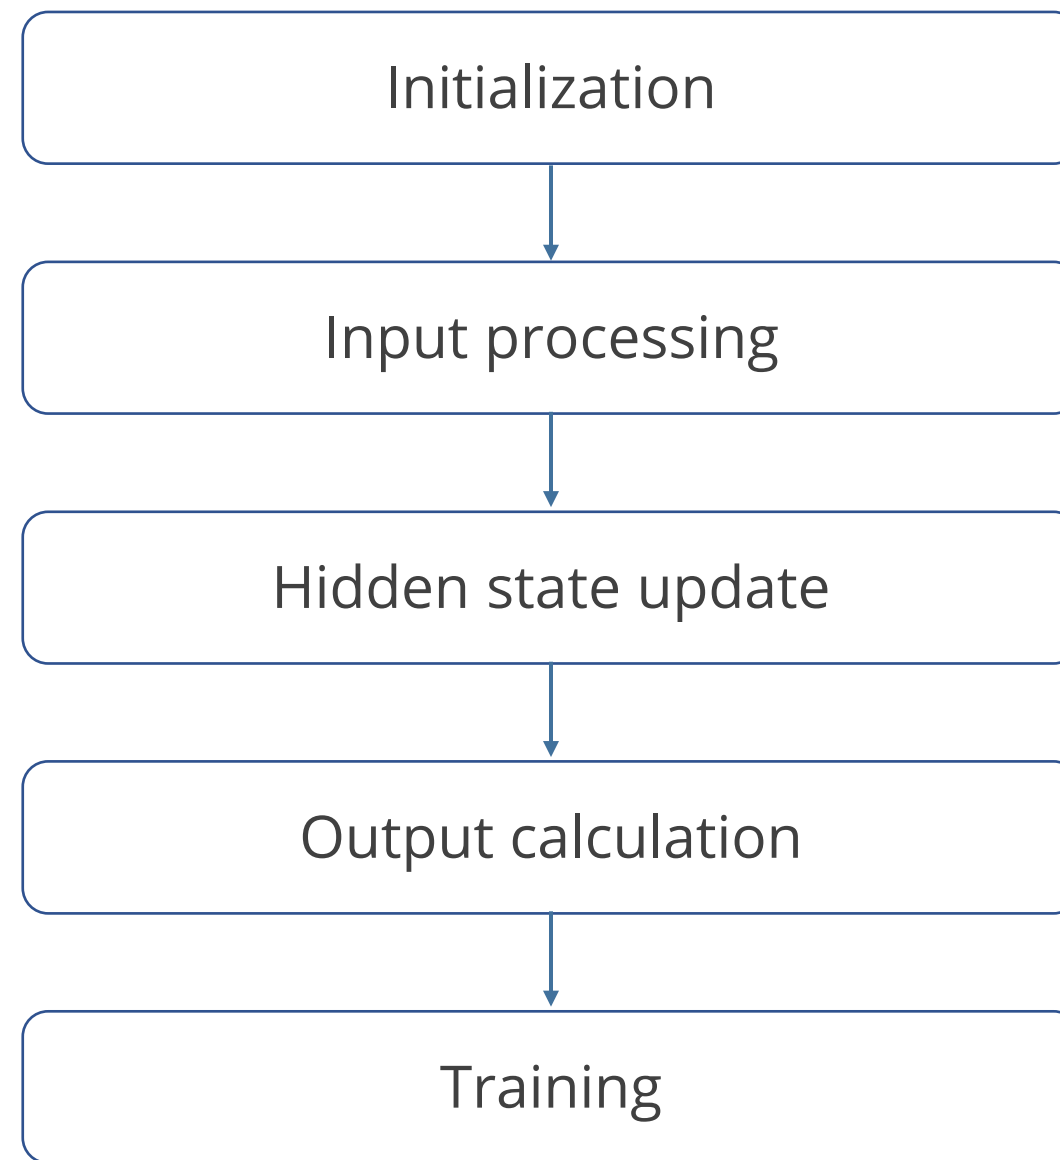 Initialization
Input processing
Hidden state update
Output calculation
Training